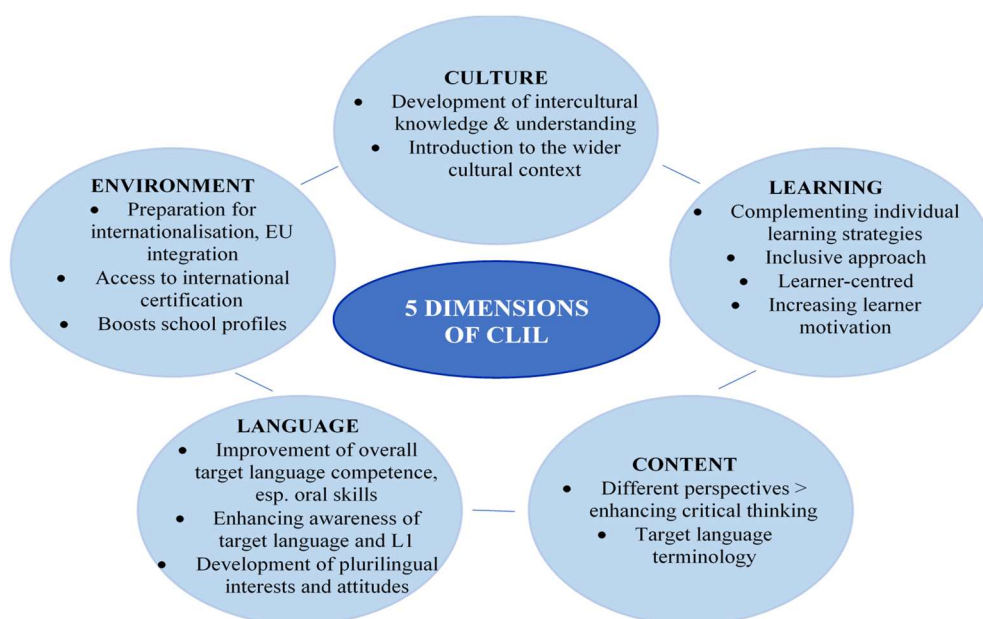 CULTURE
• Development of intercultural
knowledge & understanding
• Introduction to the wider
cultural context
ENVIRONMENT
• Preparation for
internationalisation, EU
integration
• Access to international
certification
• Boosts school profiles
LEARNING
• Complementing individual
learning strategies
• Inclusive approach
• Learner-centred
• Increasing learner
motivation
5 DIMENSIONS
OF CLIL
LANGUAGE
• Improvement of overall
target language competence,
esp. oral skills
• Enhancing awareness of
target language and L1
• Development of plurilingual
interests and attitudes
CONTENT
• Different perspectives >
enhancing critical thinking
• Target language
terminology